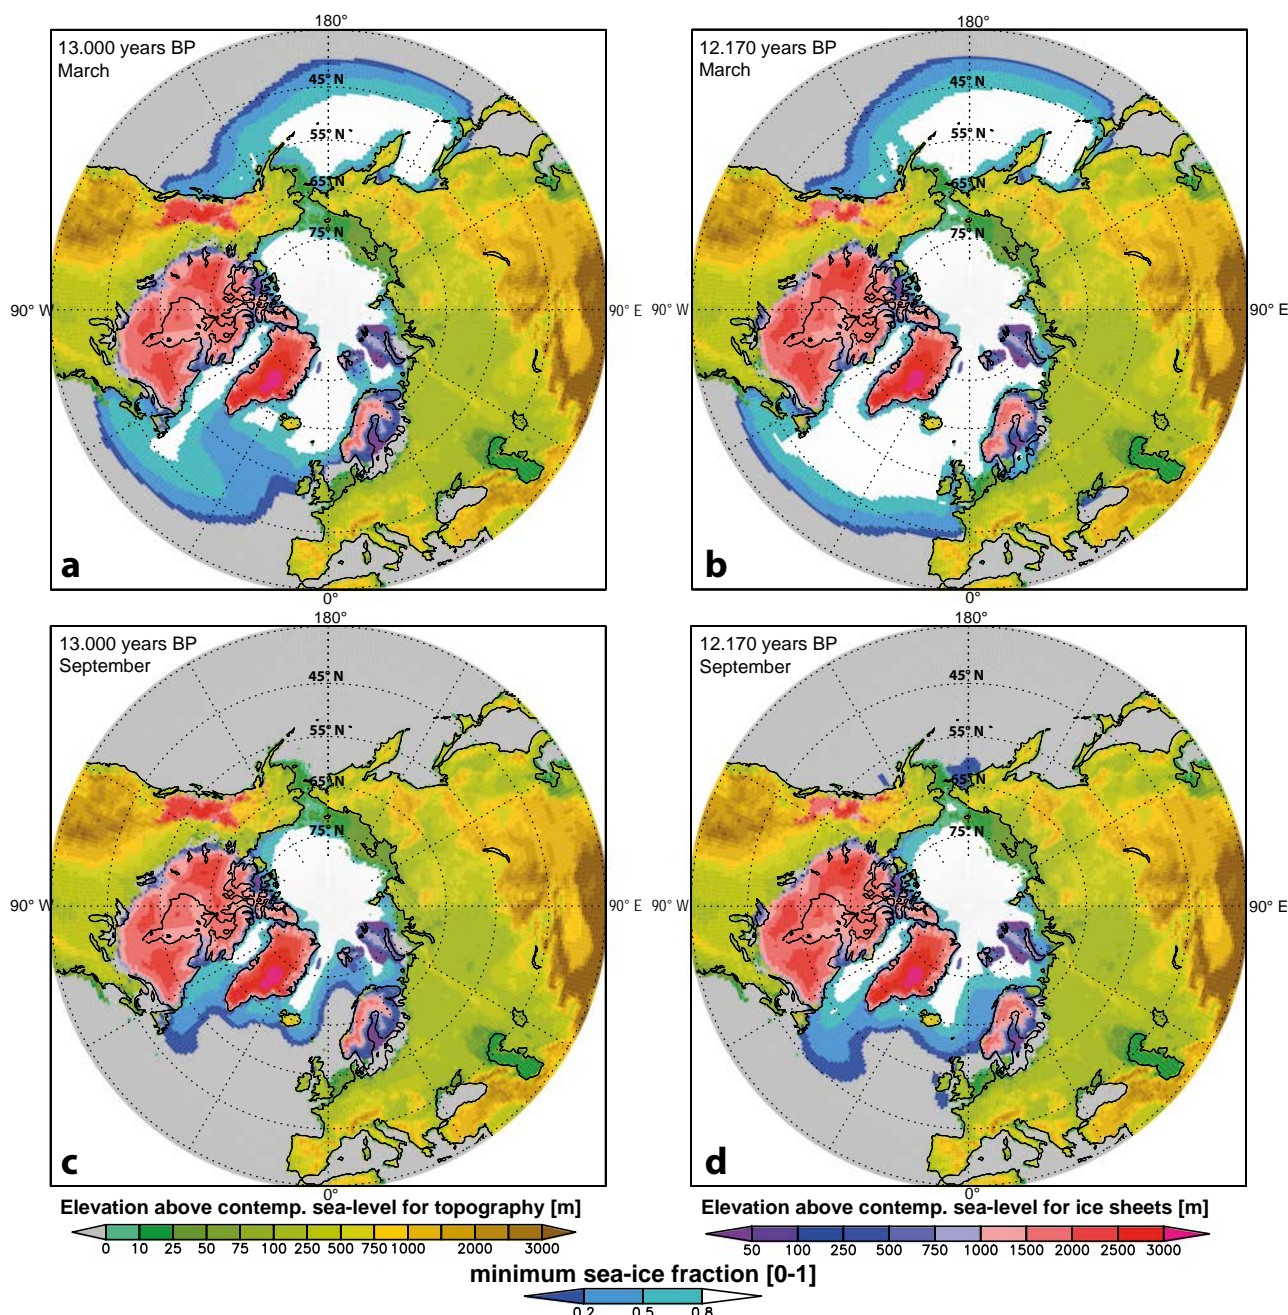 180°
180°
13.000 years BP
March
12.170 years BP
March
45° N
45° N
55° N
55° N
65° N
65° N
75° N
75° N
90° W
90° E
90° W
90° E
a
b
0°
0°
180°
180°
13.000 years BP
September
12.170 years BP
September
45° N
45° N
55° N
55° N
65° N
65° N
75° N
75° N
90° W
90° E
90° W
90° E
c
d
0°
0°
Elevation above contemp. sea-level for topography [m]
0 10 25 50 75 100 250 500 750 1000 2000 3000
Elevation above contemp. sea-level for ice sheets [m]
50 100 250 500 750 1000 1500 2000 2500 3000
minimum sea-ice fraction [0-1]
0.2 0.5 0.8